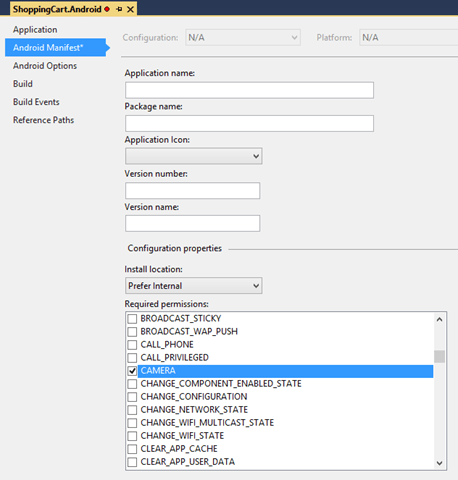 ShoppingCart.Android
Application
Android Manifest*
Android Options
Build
Build Events
Reference Paths
Configuration: N/A Platform: N/A
Application name:
Package name:
Application Icon:
Version number:
Version name:
Configuration properties
Install location:
Prefer Internal
Required permissions:
BROADCAST_STICKY
BROADCAST_WAP_PUSH
CALL_PHONE
CALL_PRIVILEGED
CAMERA
CHANGE_COMPONENT_ENABLED_STATE
CHANGE_CONFIGURATION
CHANGE_NETWORK_STATE
CHANGE_WIFI_MULTICAST_STATE
CHANGE_WIFI_STATE
CLEAR_APP_CACHE
CLEAR_APP_USER_DATA